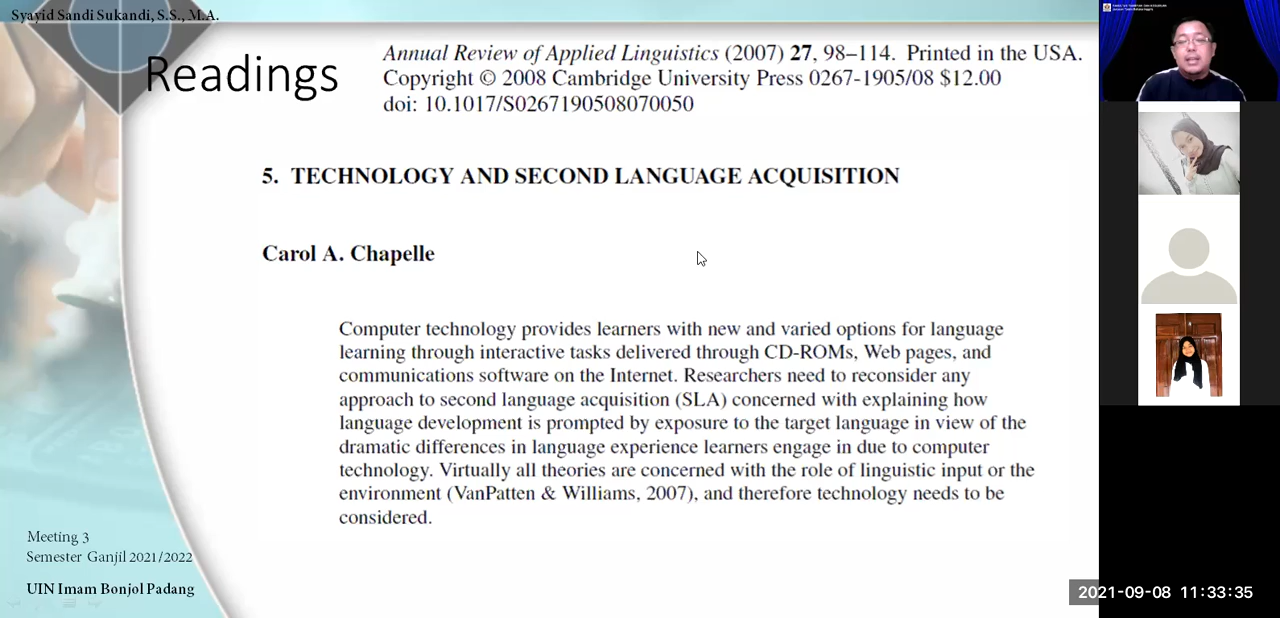 Syayid Sandi Sukandi, S.S., M.A.
Readings
Annual Review of Applied Linguistics (2007) 27, 98–114. Printed in the USA.
Copyright © 2008 Cambridge University Press 0267-1905/08 $12.00
doi: 10.1017/S0267190508070050
5. TECHNOLOGY AND SECOND LANGUAGE ACQUISITION
Carol A. Chapelle
Computer technology provides learners with new and varied options for language
learning through interactive tasks delivered through CD-ROMs, Web pages, and
communications software on the Internet. Researchers need to reconsider any
approach to second language acquisition (SLA) concerned with explaining how
language development is prompted by exposure to the target language in view of the
dramatic differences in language experience learners engage in due to computer
technology. Virtually all theories are concerned with the role of linguistic input or the
environment (VanPatten & Williams, 2007), and therefore technology needs to be
considered.
Meeting 3
Semester Ganjil 2021/2022
UIN Imam Bonjol Padang
2021-09-08 11:33:35